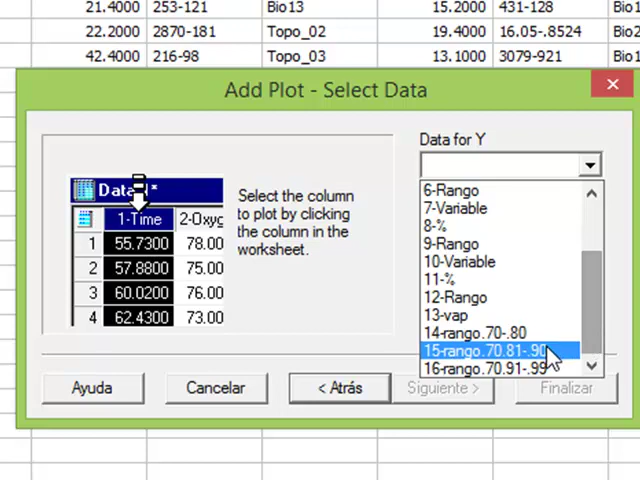 21.4000 253-121 Bio13 15.2000 431-128 Bio1
22.2000 2870-181 Topo_02 19.4000 16.05-.8524 Bio2
42.4000 216-98 Topo_03 13.1000 3079-921 Bio1
Add Plot - Select Data
Data for Y
6-Rango
7-Variable
8-%
9-Rango
10-Variable
11-%
12-Rango
13-vap
14-rango.70-.80
15-rango.70.81-.90
16-rango.70.91-.99
Select the column
to plot by clicking
the column in the
worksheet.
1-Time 2-Oxyg
1 55.7300 78.00
2 57.8800 75.00
3 60.0200 76.00
4 62.4300 73.00
Ayuda Cancelar < Atrás Siguiente > Finalizar